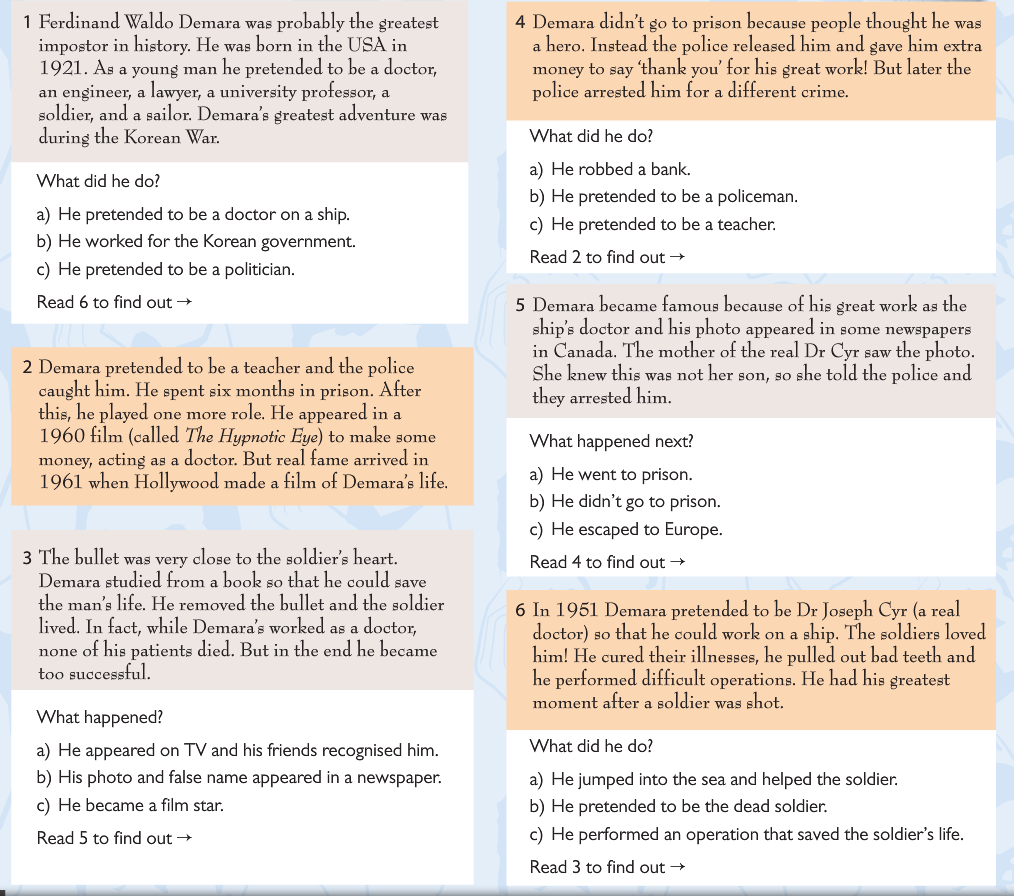 1 Ferdinand Waldo Demara was probably the greatest
impostor in history. He was born in the USA in
1921. As a young man he pretended to be a doctor,
an engineer, a lawyer, a university professor, a
soldier, and a sailor. Demara's greatest adventure was
during the Korean War.
What did he do?
a) He pretended to be a doctor on a ship.
b) He worked for the Korean government.
c) He pretended to be a politician.
Read 6 to find out →
2 Demara pretended to be a teacher and the police
caught him. He spent six months in prison. After
this, he played one more role. He appeared in a
1960 film (called The Hypnotic Eye) to make some
money, acting as a doctor. But real fame arrived in
1961 when Hollywood made a film of Demara's life.
3 The bullet was very close to the soldier's heart.
Demara studied from a book so that he could save
the man's life. He removed the bullet and the soldier
lived. In fact, while Demara's worked as a doctor,
none of his patients died. But in the end he became
too successful.
What happened?
a) He appeared on TV and his friends recognised him.
b) His photo and false name appeared in a newspaper.
c) He became a film star.
Read 5 to find out →
4 Demara didn't go to prison because people thought he was
a hero. Instead the police released him and gave him extra
money to say 'thank you' for his great work! But later the
police arrested him for a different crime.
What did he do?
a) He robbed a bank.
b) He pretended to be a policeman.
c) He pretended to be a teacher.
Read 2 to find out →
5 Demara became famous because of his great work as the
ship's doctor and his photo appeared in some newspapers
in Canada. The mother of the real Dr Cyr saw the photo.
She knew this was not her son, so she told the police and
they arrested him.
What happened next?
a) He went to prison.
b) He didn't go to prison.
c) He escaped to Europe.
Read 4 to find out →
6 In 1951 Demara pretended to be Dr Joseph Cyr (a real
doctor) so that he could work on a ship. The soldiers loved
him! He cured their illnesses, he pulled out bad teeth and
he performed difficult operations. He had his greatest
moment after a soldier was shot.
What did he do?
a) He jumped into the sea and helped the soldier.
b) He pretended to be the dead soldier.
c) He performed an operation that saved the soldier's life.
Read 3 to find out →